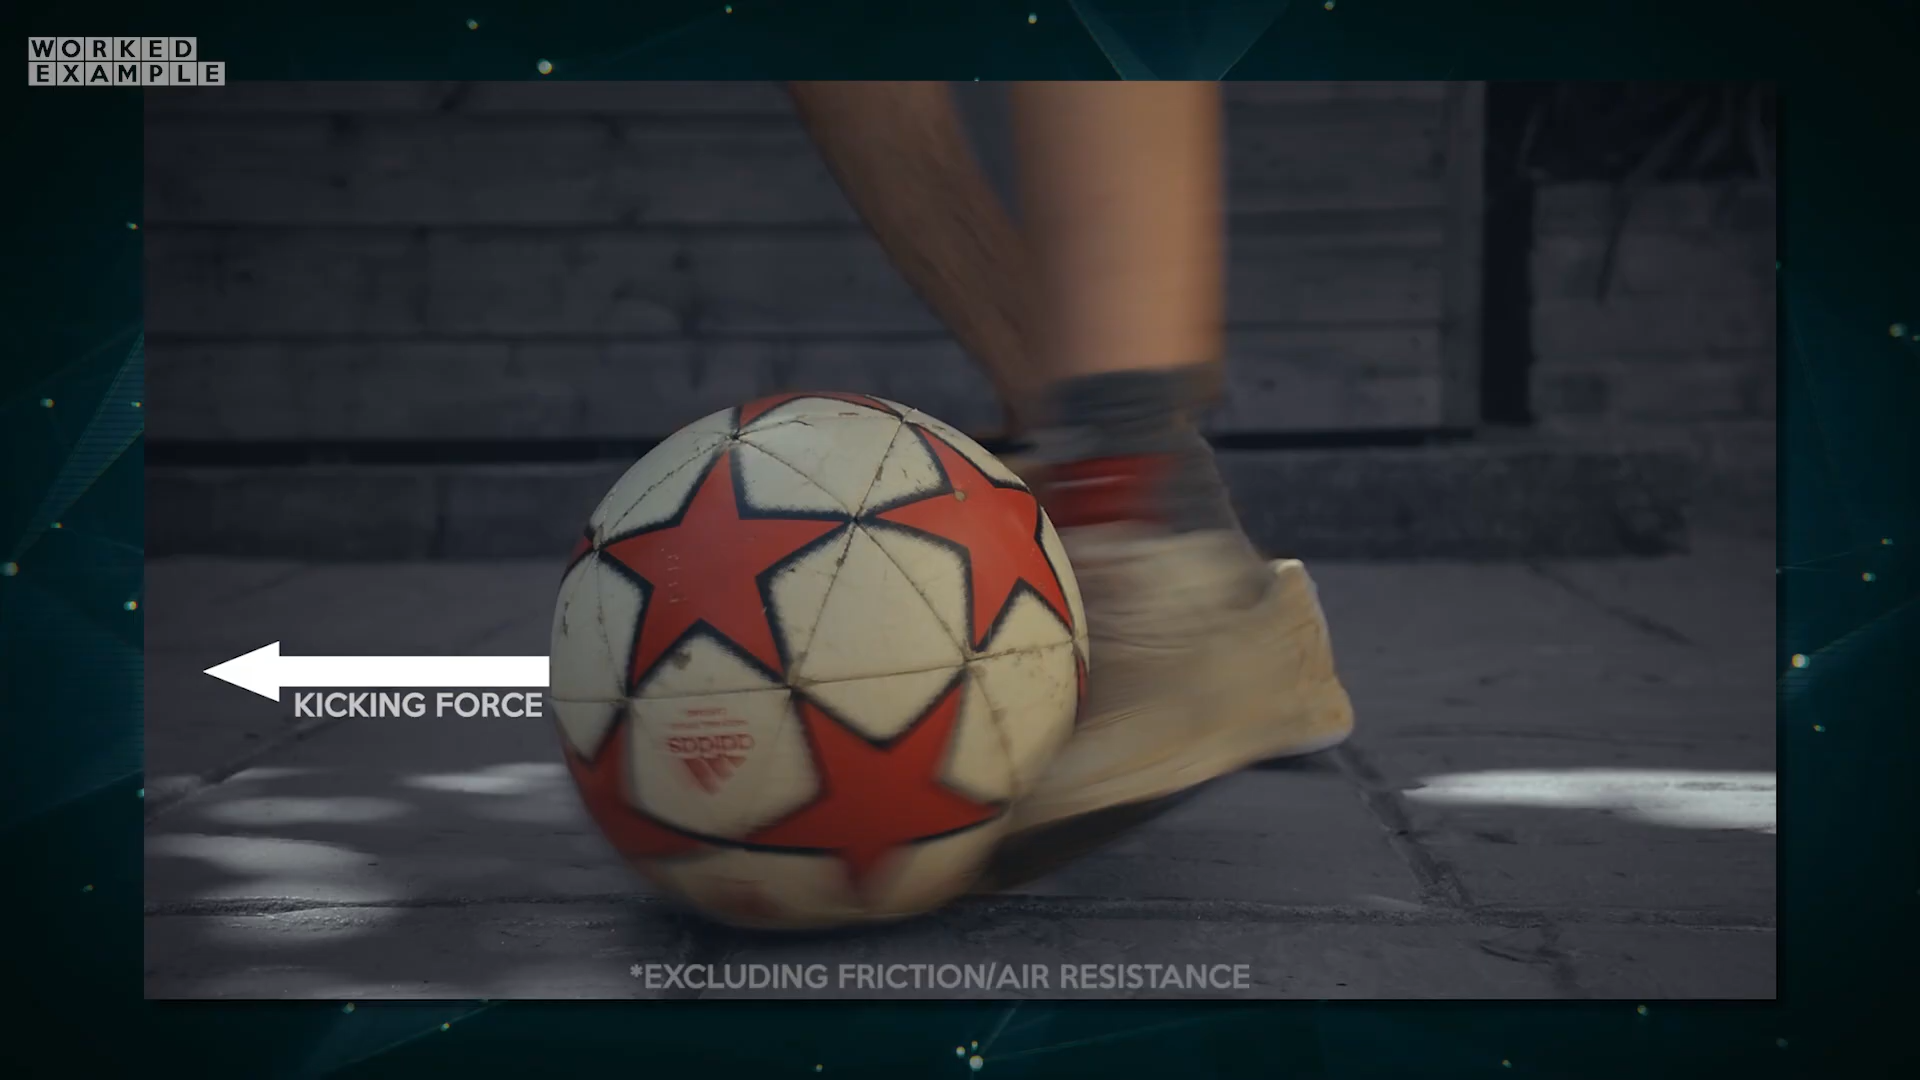 WORKED
EXAMPLE
KICKING FORCE
adidas
*EXCLUDING FRICTION/AIR RESISTANCE